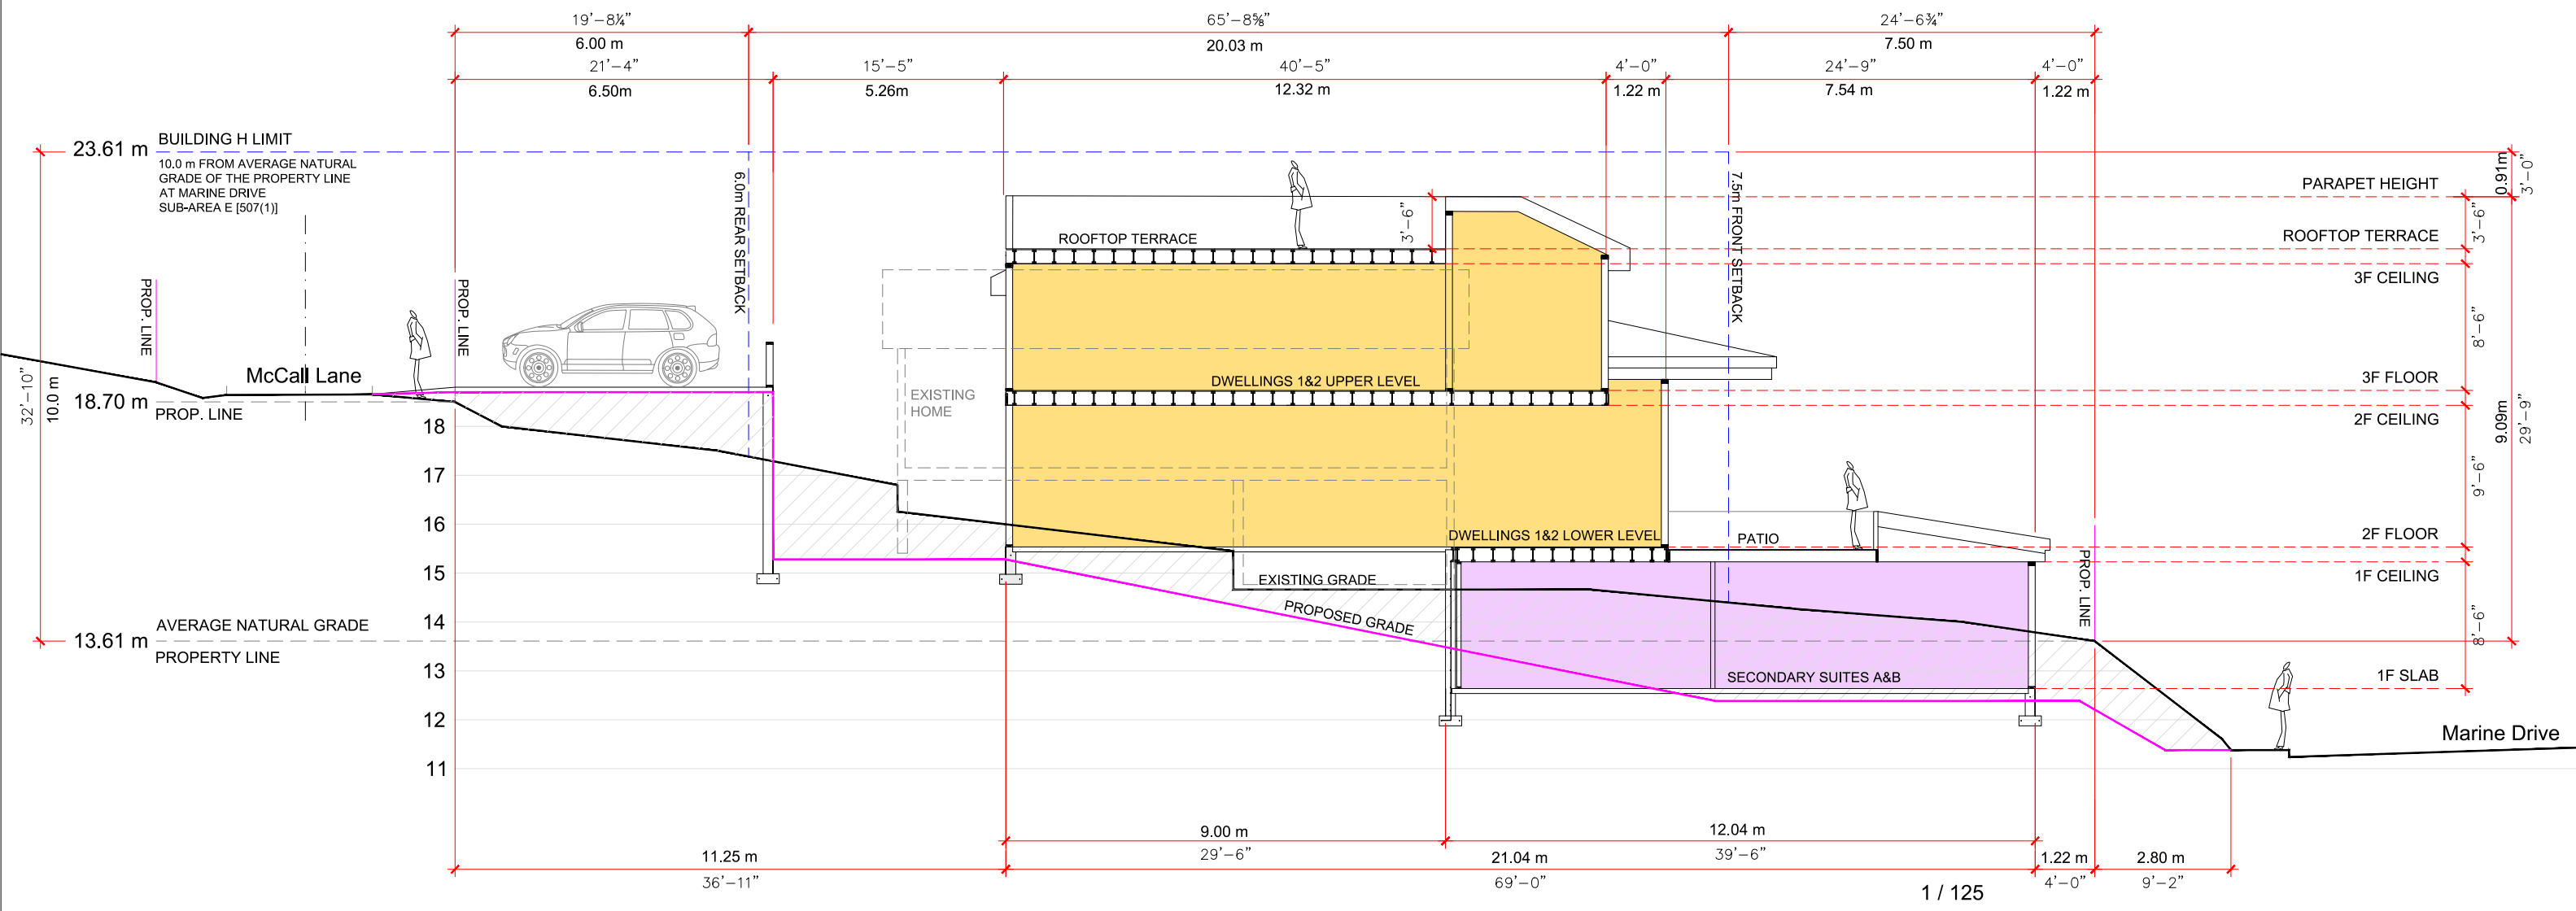 19'-8¼"
65'-8⅝"
24'-6¾"
6.00 m
20.03 m
7.50 m
21'-4"
15'-5"
40'-5"
4'-0"
24'-9"
4'-0"
6.50m
5.26m
12.32 m
1.22 m
7.54 m
1.22 m
23.61 m
BUILDING H LIMIT
10.0 m FROM AVERAGE NATURAL
GRADE OF THE PROPERTY LINE
AT MARINE DRIVE
SUB-AREA E [507(1)]
6.0m REAR SETBACK
7.5m FRONT SETBACK
0.91m
3'-0"
PARAPET HEIGHT
3'-6"
3'-6"
ROOFTOP TERRACE
ROOFTOP TERRACE
3F CEILING
PROP. LINE
PROP. LINE
8'-6"
McCall Lane
DWELLINGS 1&2 UPPER LEVEL
3F FLOOR
32'-10"
10.0 m
18.70 m
PROP. LINE
EXISTING
HOME
2F CEILING
9.09m
29'-9"
18
17
9'-6"
16
DWELLINGS 1&2 LOWER LEVEL
PATIO
2F FLOOR
15
EXISTING GRADE
PROP. LINE
1F CEILING
14
PROPOSED GRADE
AVERAGE NATURAL GRADE
13.61 m
PROPERTY LINE
8'-6"
13
SECONDARY SUITES A&B
1F SLAB
12
Marine Drive
11
9.00 m
12.04 m
29'-6"
39'-6"
11.25 m
21.04 m
1.22 m
2.80 m
36'-11"
69'-0"
4'-0"
9'-2"
1 / 125